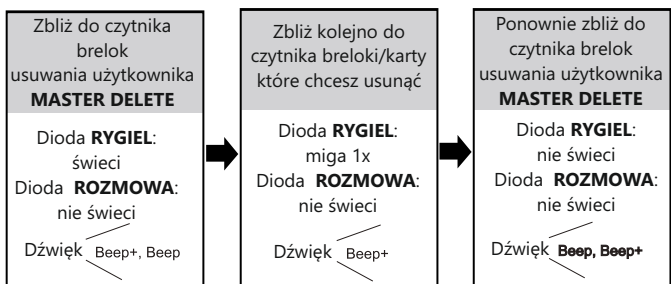 Zbliż do czytnika
brelok
usuwania użytkownika
MASTER DELETE
Dioda RYGIEL:
świeci
Dioda ROZMOWA:
nie świeci
Dźwięk Beep+, Beep
Zbliż kolejno do
czytnika breloki/karty
które chcesz usunąć
Dioda RYGIEL:
miga 1x
Dioda ROZMOWA:
nie świeci
Dźwięk Beep+
Ponownie zbliż do
czytnika brelok
usuwania użytkownika
MASTER DELETE
Dioda RYGIEL:
nie świeci
Dioda ROZMOWA:
nie świeci
Dźwięk Beep, Beep+